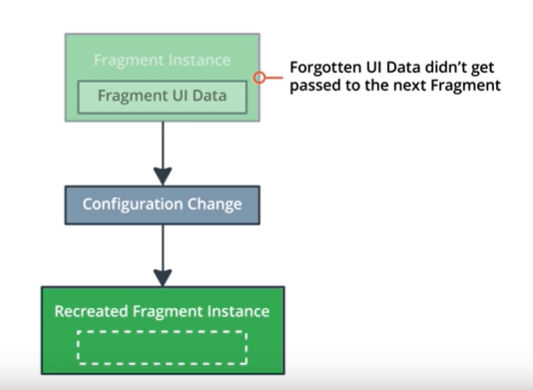 Fragment Instance
Fragment UI Data
Forgotten UI Data didn't get
passed to the next Fragment
Configuration Change
Recreated Fragment Instance